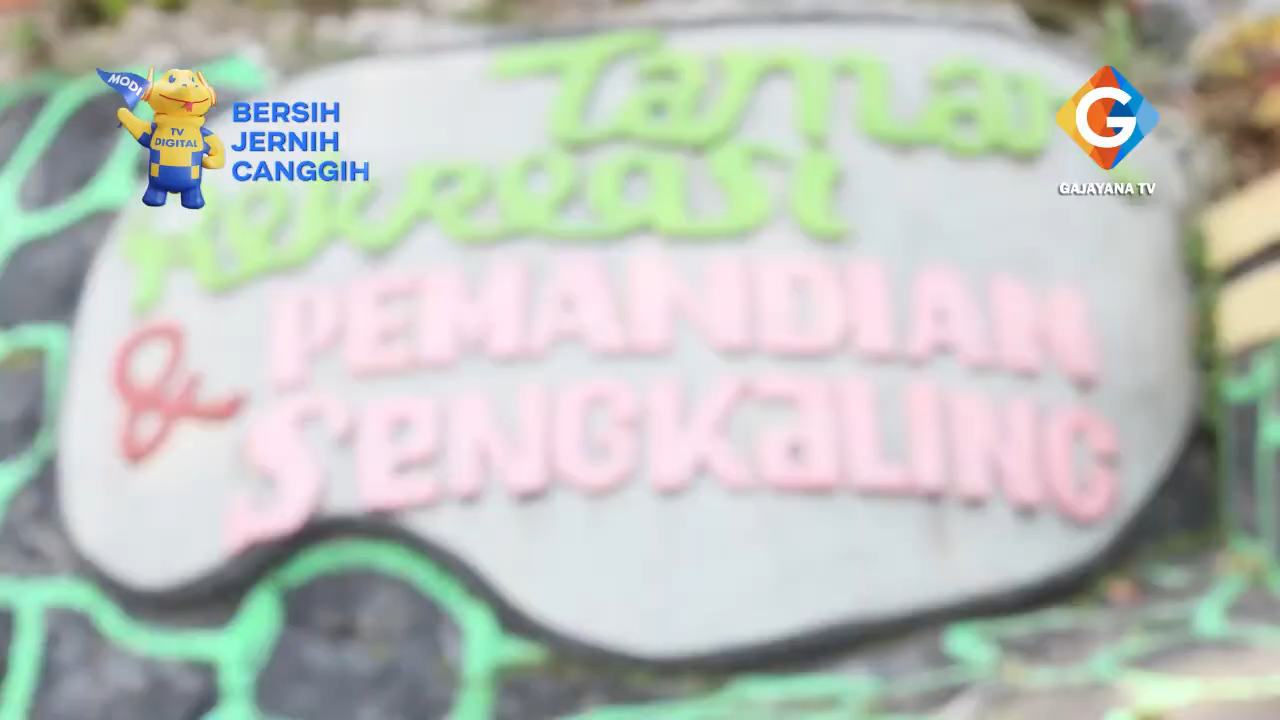 MODI
TV
DIGITAL
BERSIH
JERNIH
CANGGIH
G
GAJAYANA TV
Taman
Rekreasi
& PEMANDIAN
SENGKALING